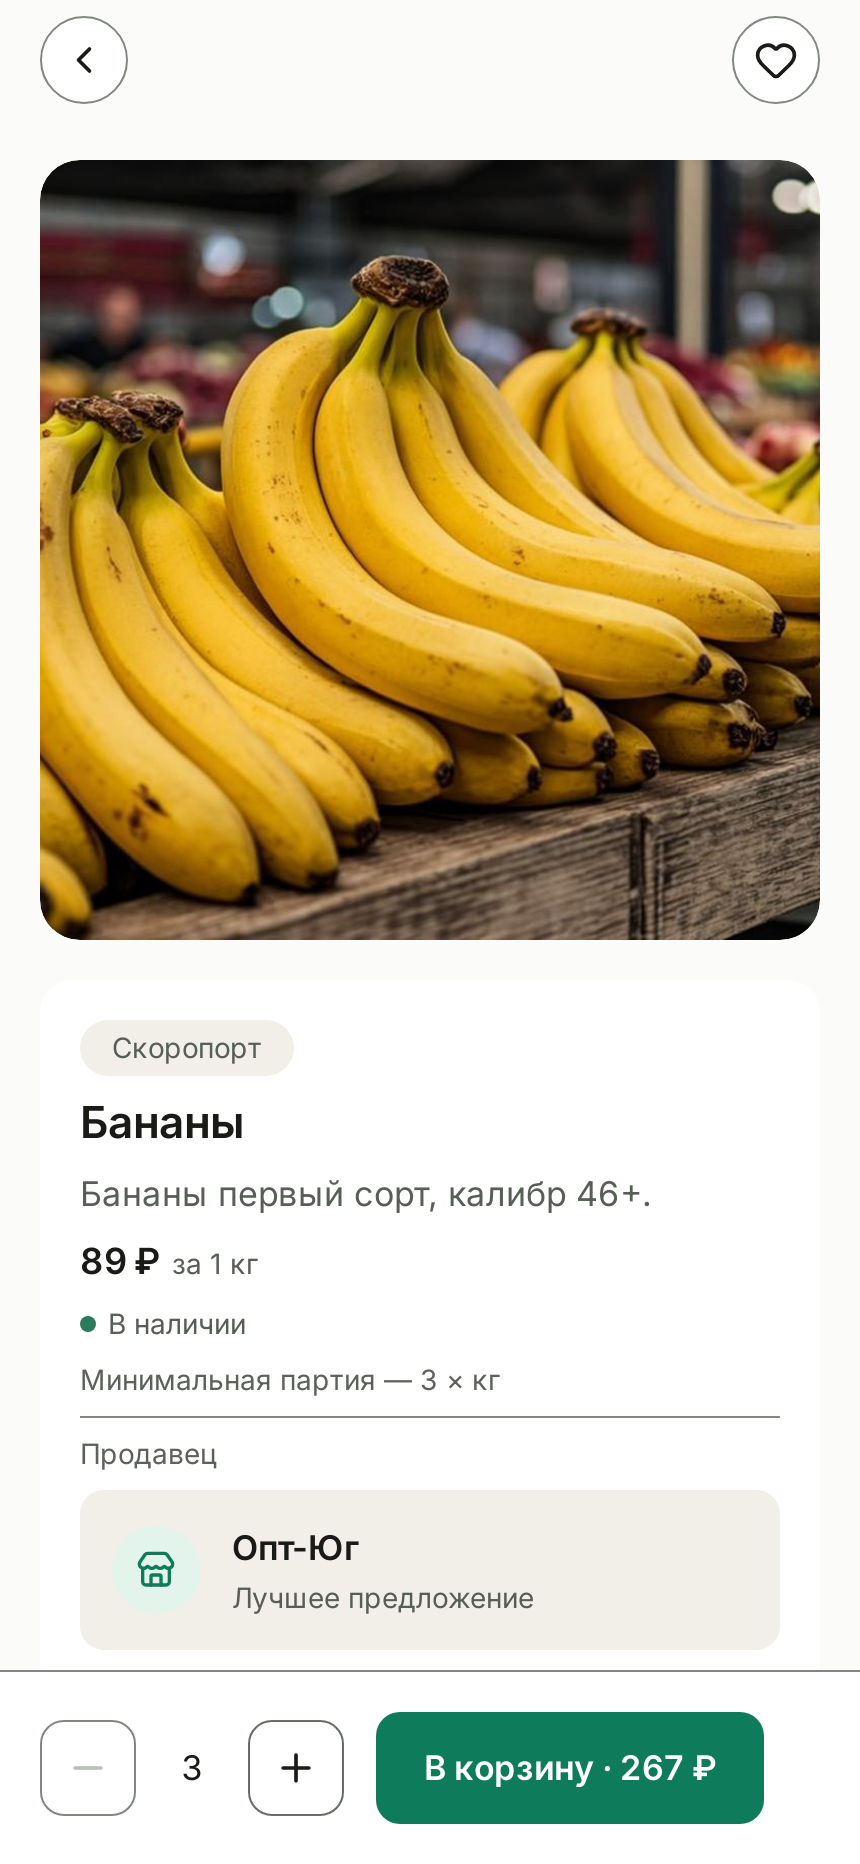 Скоропорт
Бананы
Бананы первый сорт, калибр 46+.
89 ₽ за 1 кг
В наличии
Минимальная партия — 3 × кг
Продавец
Опт-Юг
Лучшее предложение
3
В корзину · 267 ₽